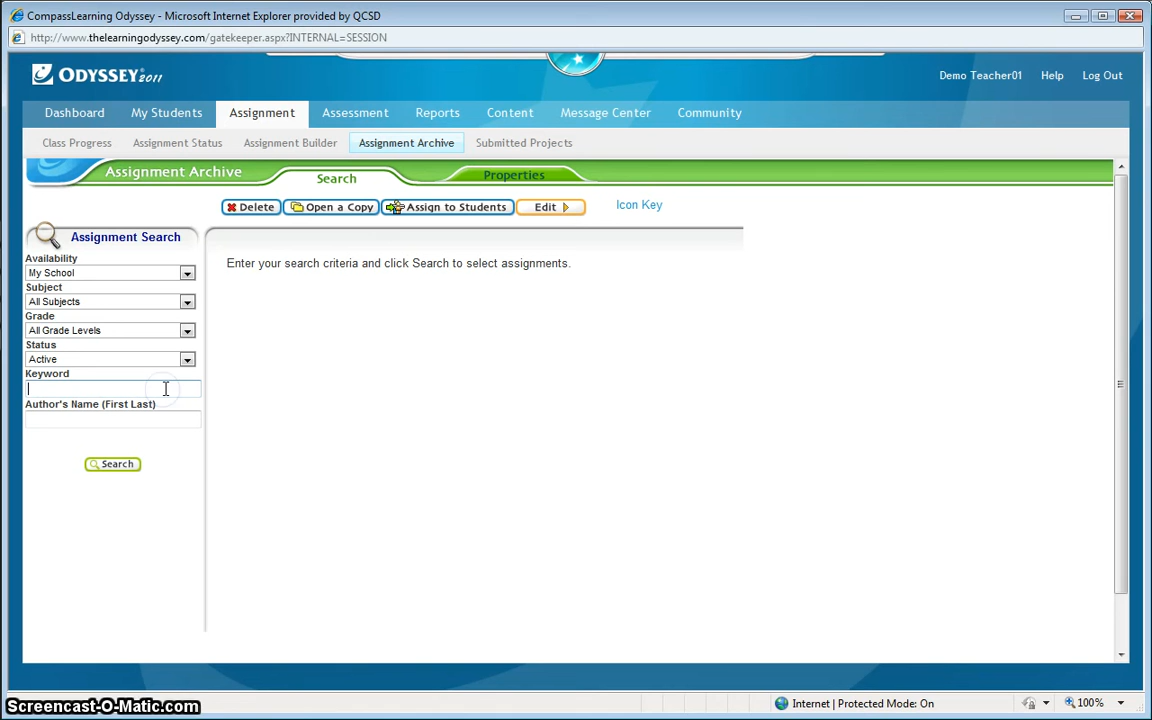 CompassLearning Odyssey - Microsoft Internet Explorer provided by QCSD
http://www.thelearningodyssey.com/gatekeeper.aspx?INTERNAL=SESSION
ODYSSEY 2011
Demo Teacher01 Help Log Out
Dashboard My Students Assignment Assessment Reports Content Message Center Community
Class Progress Assignment Status Assignment Builder Assignment Archive Submitted Projects
Assignment Archive Search Properties
Delete Open a Copy Assign to Students Edit Icon Key
Assignment Search
Availability
My School
Enter your search criteria and click Search to select assignments.
Subject
All Subjects
Grade
All Grade Levels
Status
Active
Keyword
Author's Name (First Last)
Search
Internet | Protected Mode: On 100%
Screencast-O-Matic.com